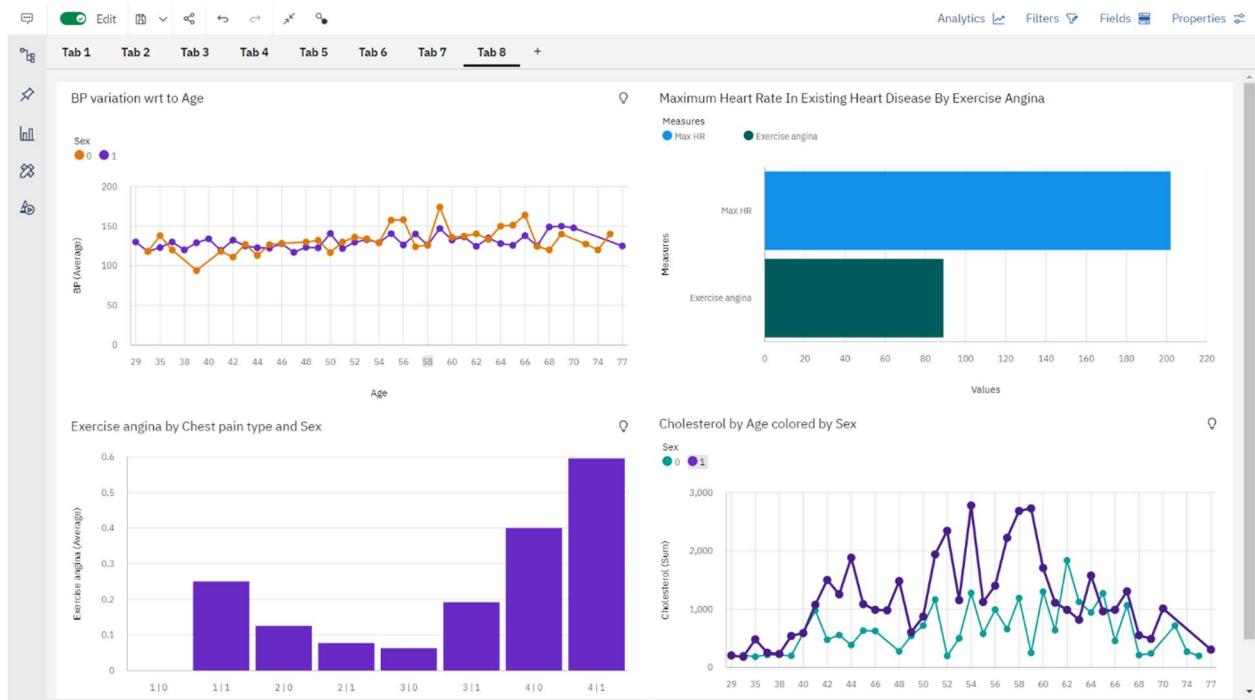 Edit
Analytics Filters Fields Properties
Tab 1 Tab 2 Tab 3 Tab 4 Tab 5 Tab 6 Tab 7 Tab 8 +
BP variation wrt to Age
Sex
0 1
BP (Average)
200
150
100
50
0
29 35 38 40 42 44 46 48 50 52 54 56 58 60 62 64 66 68 70 74 77
Age
Maximum Heart Rate In Existing Heart Disease By Exercise Angina
Measures
Max HR Exercise angina
Measures
Max HR
Exercise angina
0 20 40 60 80 100 120 140 160 180 200 220
Values
Exercise angina by Chest pain type and Sex
Exercise angina (Average)
0.6
0.5
0.4
0.3
0.2
0.1
0
1|0 1|1 2|0 2|1 3|0 3|1 4|0 4|1
Cholesterol by Age colored by Sex
Sex
0 1
Cholesterol (Sum)
3,000
2,000
1,000
0
29 35 38 40 42 44 46 48 50 52 54 56 58 60 62 64 66 68 70 74 77